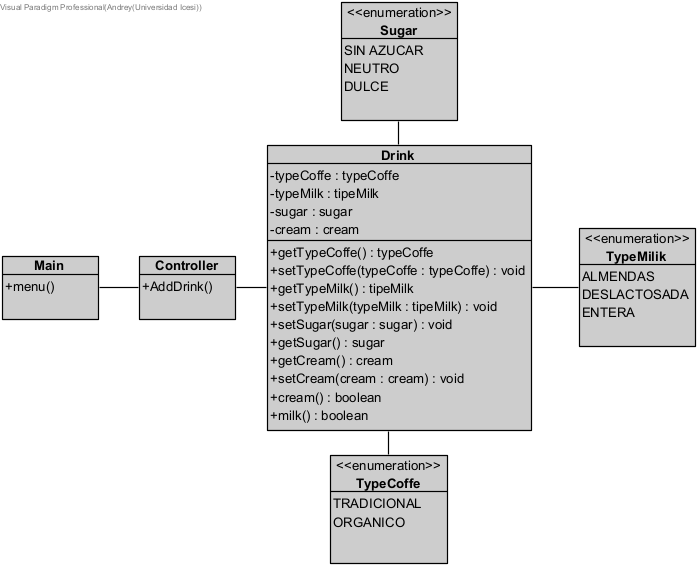 Visual Paradigm Professional(Andrey(Universidad Icesi))
<<enumeration>>
Sugar
SIN AZUCAR
NEUTRO
DULCE
Drink
-typeCoffe : typeCoffe
-typeMilk : tipeMilk
-sugar : sugar
-cream : cream
+getTypeCoffe() : typeCoffe
+setTypeCoffe(typeCoffe : typeCoffe) : void
+getTypeMilk() : tipeMilk
+setTypeMilk(typeMilk : tipeMilk) : void
+setSugar(sugar : sugar) : void
+getSugar() : sugar
+getCream() : cream
+setCream(cream : cream) : void
+cream() : boolean
+milk() : boolean
Main
+menu()
Controller
+AddDrink()
<<enumeration>>
TypeMilik
ALMENDAS
DESLACTOSADA
ENTERA
<<enumeration>>
TypeCoffe
TRADICIONAL
ORGANICO